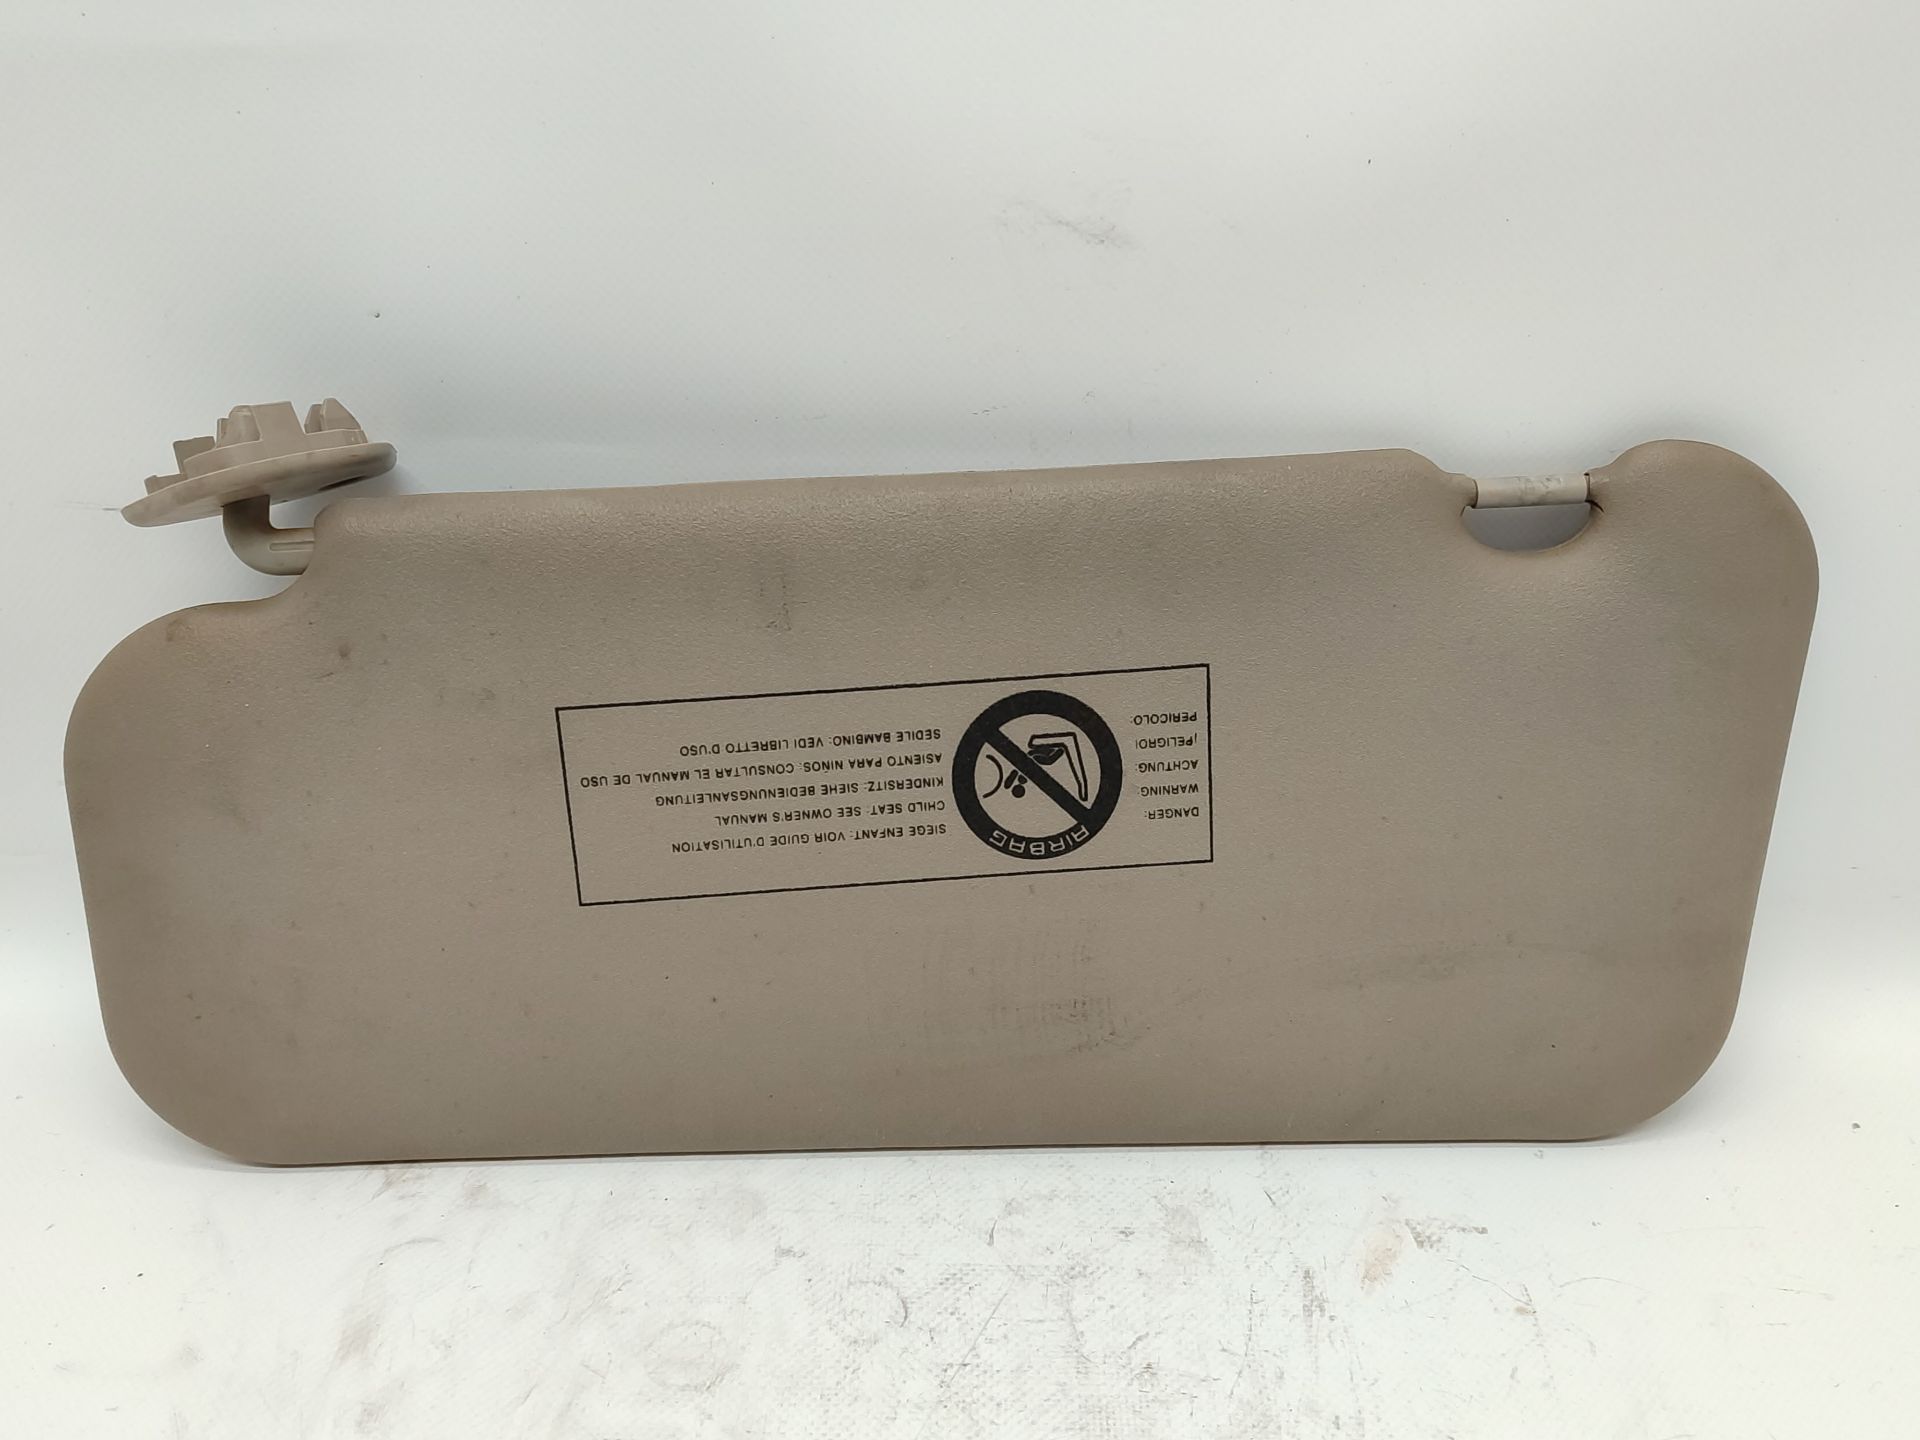 DANGER: SIEGE ENFANT: VOIR GUIDE D'UTILISATION
WARNING: CHILD SEAT: SEE OWNER'S MANUAL
ACHTUNG: KINDERSITZ: SIEHE BEDIENUNGSANLEITUNG
¡PELIGRO! ASIENTO PARA NIÑOS: CONSULTAR EL MANUAL DE USO
PERICOLO: SEDILE BAMBINO: VEDI LIBRETTO D'USO
AIRBAG